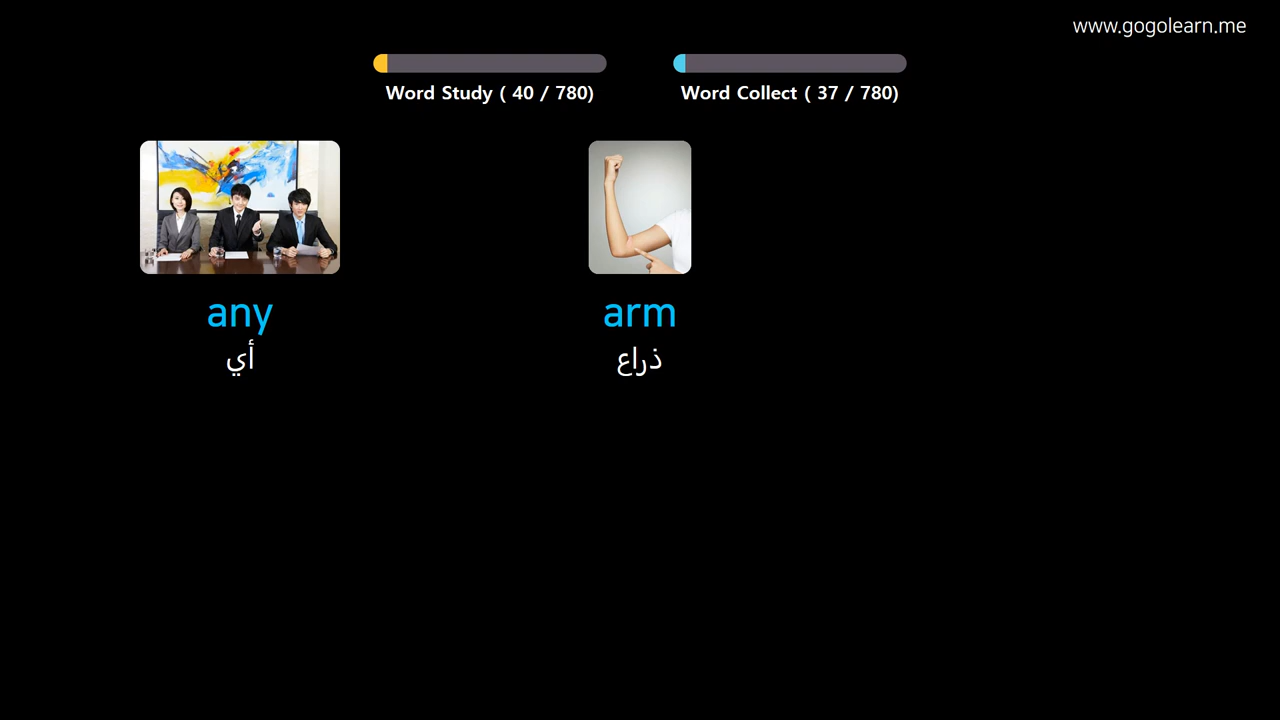 www.gogolearn.me
Word Study ( 40 / 780)
Word Collect ( 37 / 780)
any
أي
arm
ذراع